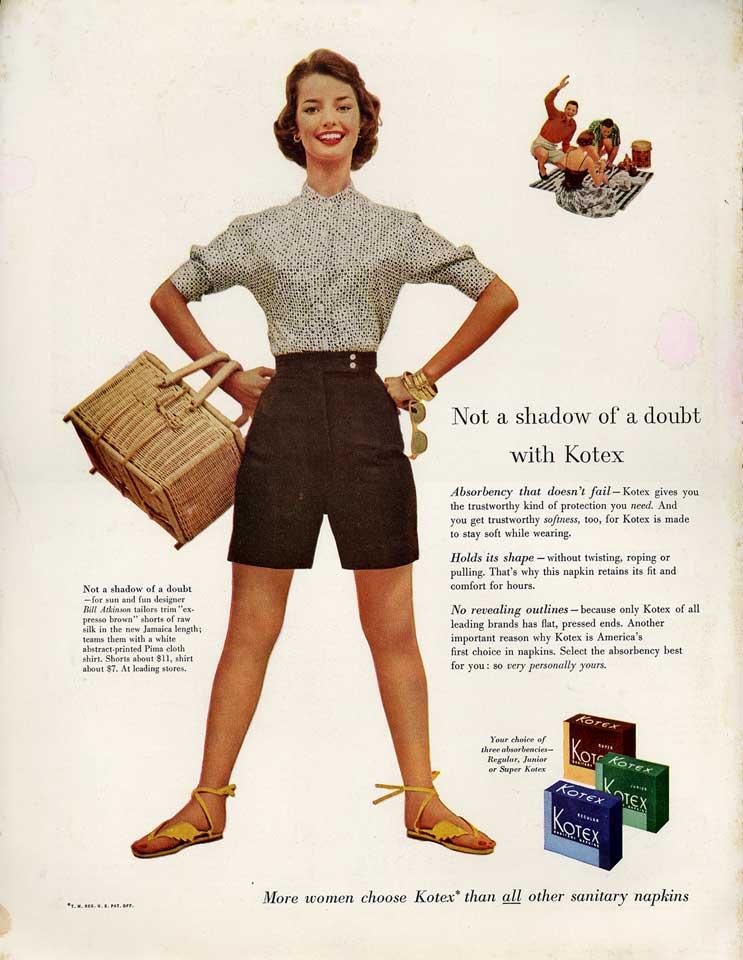 Not a shadow of a doubt
with Kotex
Absorbency that doesn't fail—Kotex gives you
the trustworthy kind of protection you need. And
you get trustworthy softness, too, for Kotex is made
to stay soft while wearing.
Holds its shape—without twisting, roping or
pulling. That's why this napkin retains its fit and
comfort for hours.
No revealing outlines—because only Kotex of all
leading brands has flat, pressed ends. Another
important reason why Kotex is America's
first choice in napkins. Select the absorbency best
for you: so very personally yours.
Not a shadow of a doubt
—for sun and fun designer
Bill Atkinson tailors trim "ex-
presso brown" shorts of raw
silk in the new Jamaica length;
teams them with a white
abstract-printed Pima cloth
shirt. Shorts about $11, shirt
about $7. At leading stores.
Your choice of
three absorbencies—
Regular, Junior
or Super Kotex
KOTEX
SUPER
KOTEX
KOTEX
JUNIOR
KOTEX
KOTEX
REGULAR
KOTEX
SANITARY NAPKINS
More women choose Kotex* than all other sanitary napkins
*T. M. REG. U. S. PAT. OFF.